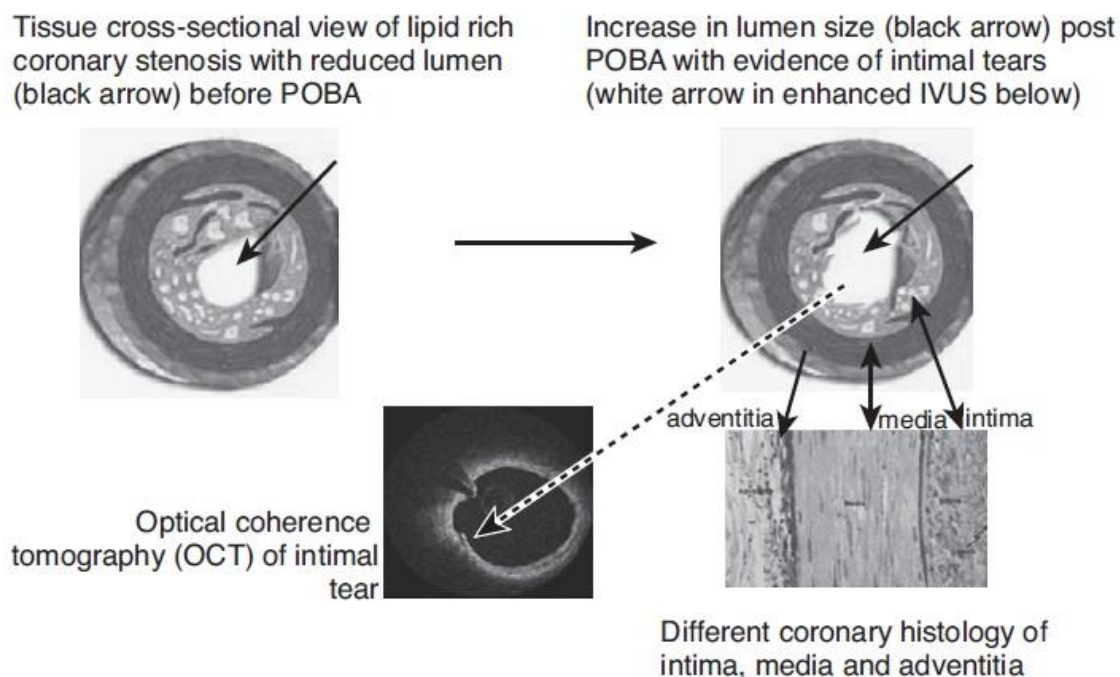 Tissue cross-sectional view of lipid rich
coronary stenosis with reduced lumen
(black arrow) before POBA
Increase in lumen size (black arrow) post
POBA with evidence of intimal tears
(white arrow in enhanced IVUS below)
adventitia
media
intima
Media
Optical coherence
tomography (OCT) of intimal
tear
Different coronary histology of
intima, media and adventitia